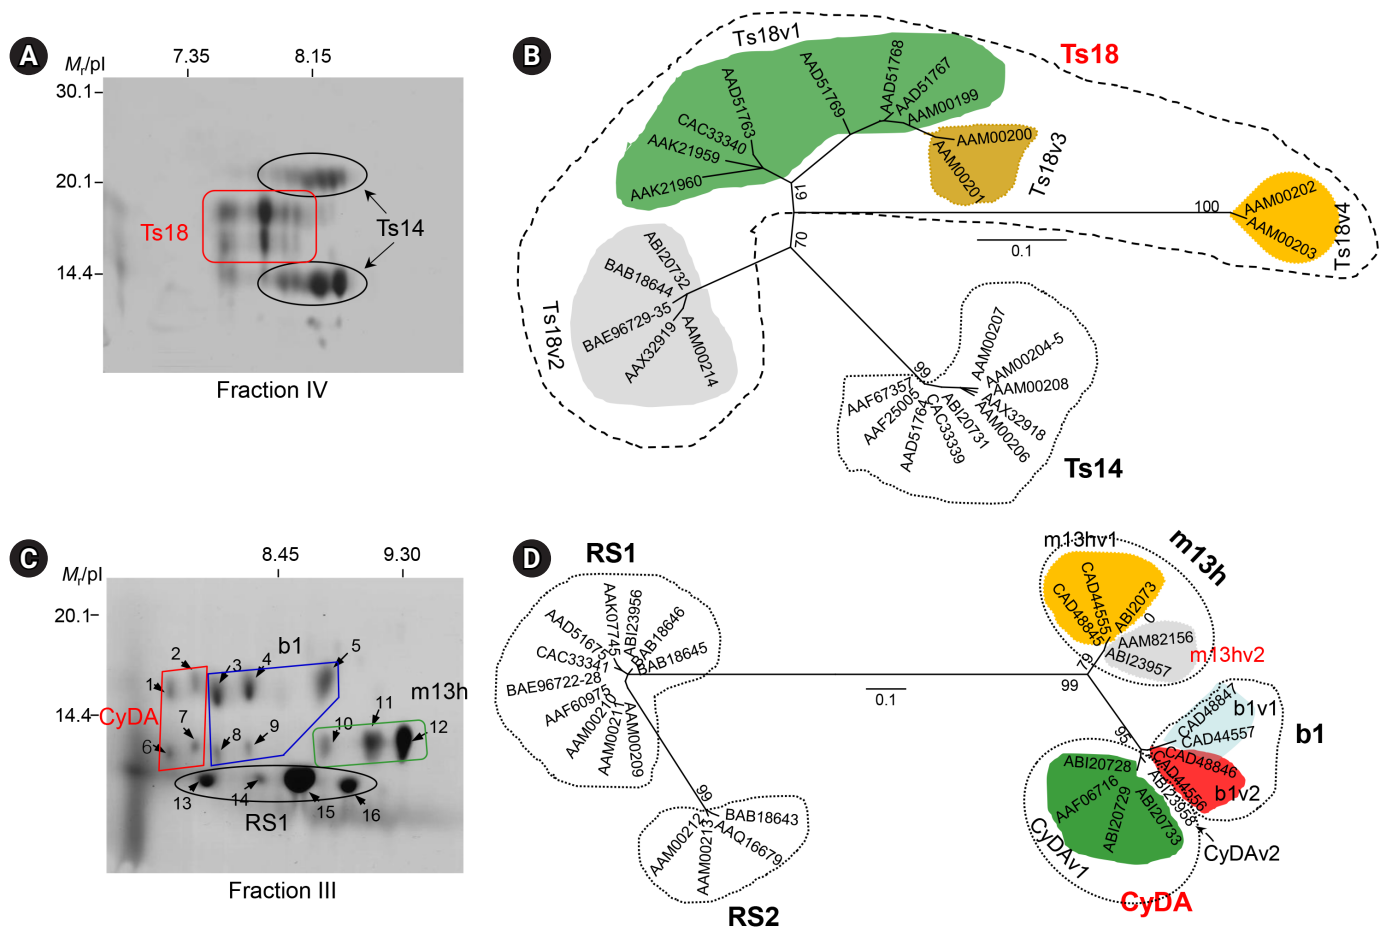 A
Mr/pI
7.35
8.15
30.1
20.1
14.4
Ts18
Ts14
Fraction IV
B
Ts18v1
Ts18
AAD51763
CAC33340
AAK21959
AAK21960
AAD51769
AAD51768
AAD51767
AAM00199
AAM00200
AAM00201
Ts18v3
61
70
100
AAM00202
AAM00203
Ts18v4
0.1
ABI20732
BAB18644
BAE96729-35
AAX32919
AAM00214
Ts18v2
99
AAM00207
AAM00204-5
AAM00208
AAX32918
AAM00206
ABI20731
CAC33339
AAD51764
AAF25005
AAF67357
Ts14
C
Mr/pI
8.45
9.30
20.1
14.4
b1
2
3
4
5
1
m13h
CyDA
11
7
10
12
6
8
9
13
14
15
16
RS1
Fraction III
D
RS1
AAK07745
ABI23956
BAB18646
BAB18645
AAD51675
CAC33341
BAE96722-28
AAF60975
AAM00210
AAM00211
AAM00209
99
AAM00212
AAM00213
AAQ16679
BAB18643
RS2
0.1
m13hv1
m13h
CAD44555
CAD48845
ABI2073
0
AAM82156
ABI23957
m13hv2
99
95
CAD48847
b1v1
CAD44557
b1
CAD48846
CAD44556
b1v2
ABI23958
ABI20728
AAF06716
ABI20729
ABI20733
CyDAv1
CyDAv2
CyDA